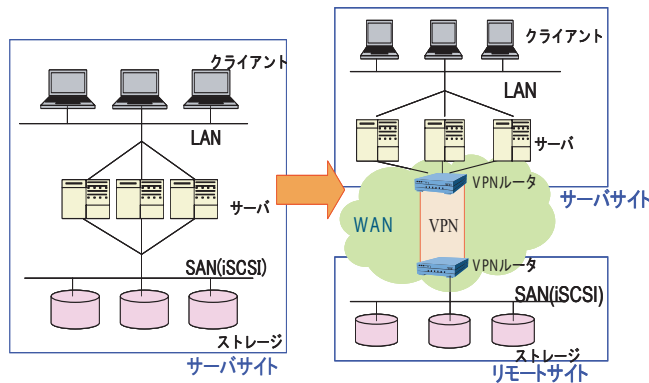 クライアント
LAN
サーバ
SAN(iSCSI)
ストレージ
サーバサイト
クライアント
LAN
サーバ
VPNルータ
サーバサイト
WAN
VPN
VPNルータ
SAN(iSCSI)
ストレージ
リモートサイト